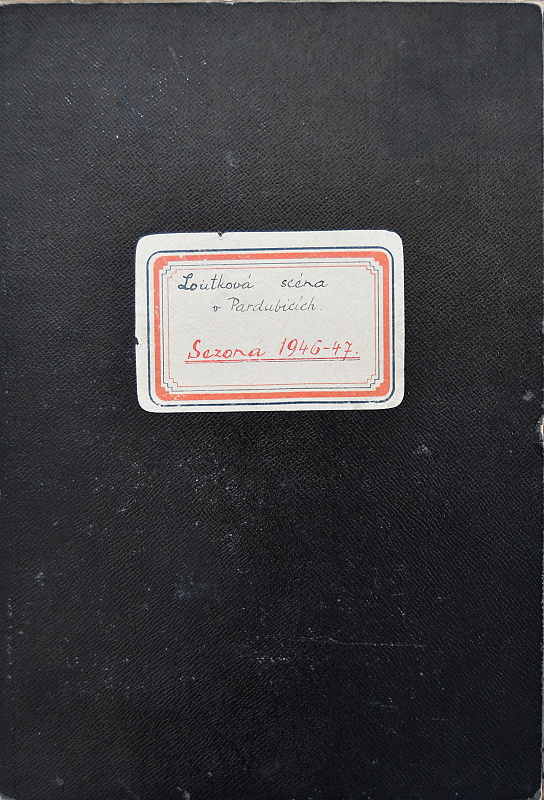 Loutková scéna
v Pardubicích.
Sezona 1946-47.